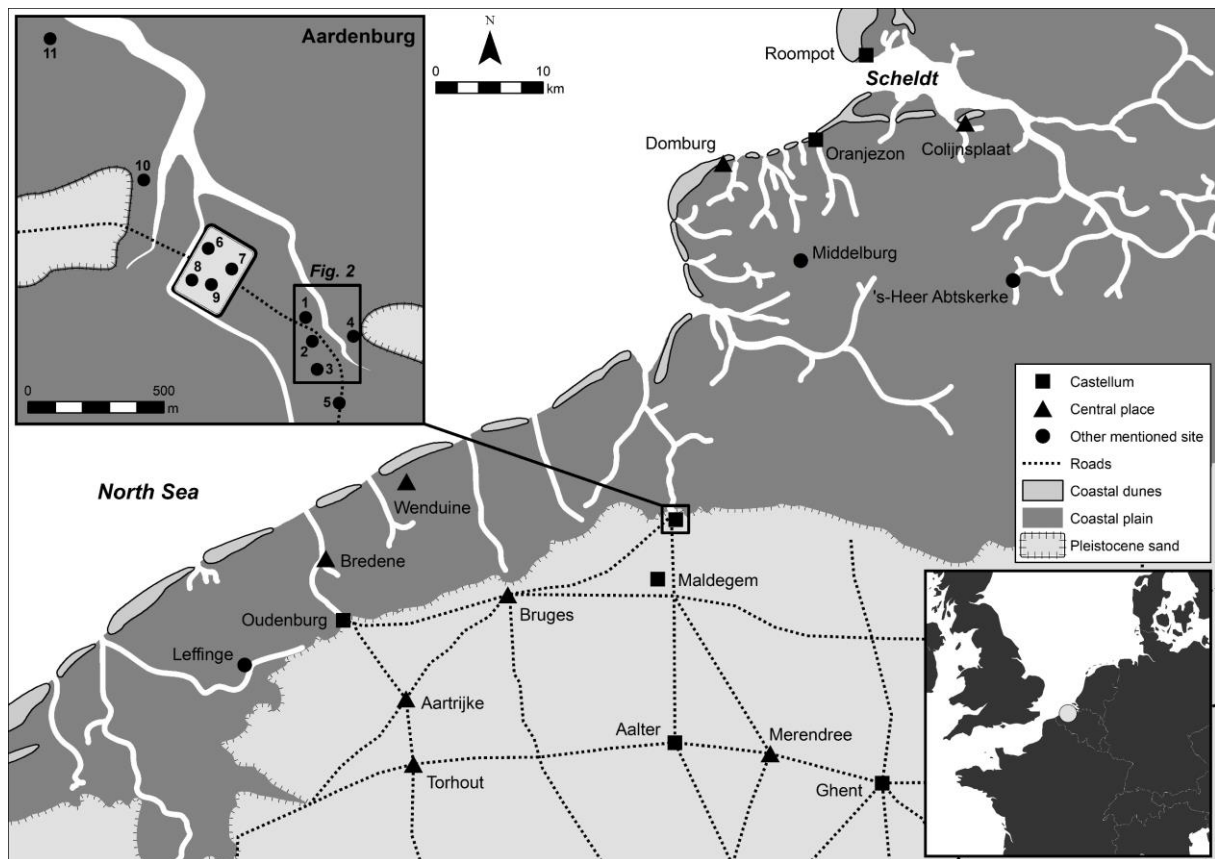 Aardenburg
11
10
6
7
8
9
Fig. 2
1
2
3
4
5
0 500
m
N
0 10
km
Roompot
Scheldt
Domburg
Oranjezon
Colijnsplaat
Middelburg
's-Heer Abtskerke
North Sea
Wenduine
Bredene
Oudenburg
Bruges
Maldegem
Leffinge
Aartrijke
Aalter
Merendree
Torhout
Ghent
Castellum
Central place
Other mentioned site
Roads
Coastal dunes
Coastal plain
Pleistocene sand